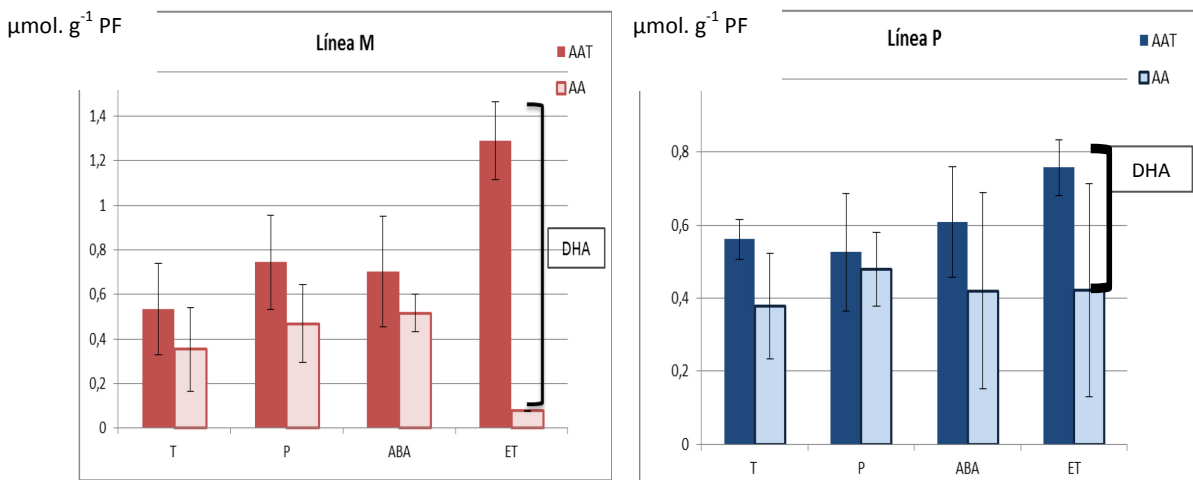 µmol. g⁻¹ PF
Línea M
AAT
AA
1,4
1,2
1
0,8
0,6
0,4
0,2
0
DHA
T P ABA ET
µmol. g⁻¹ PF
Línea P
AAT
AA
0,8
0,6
0,4
0,2
0
DHA
T P ABA ET